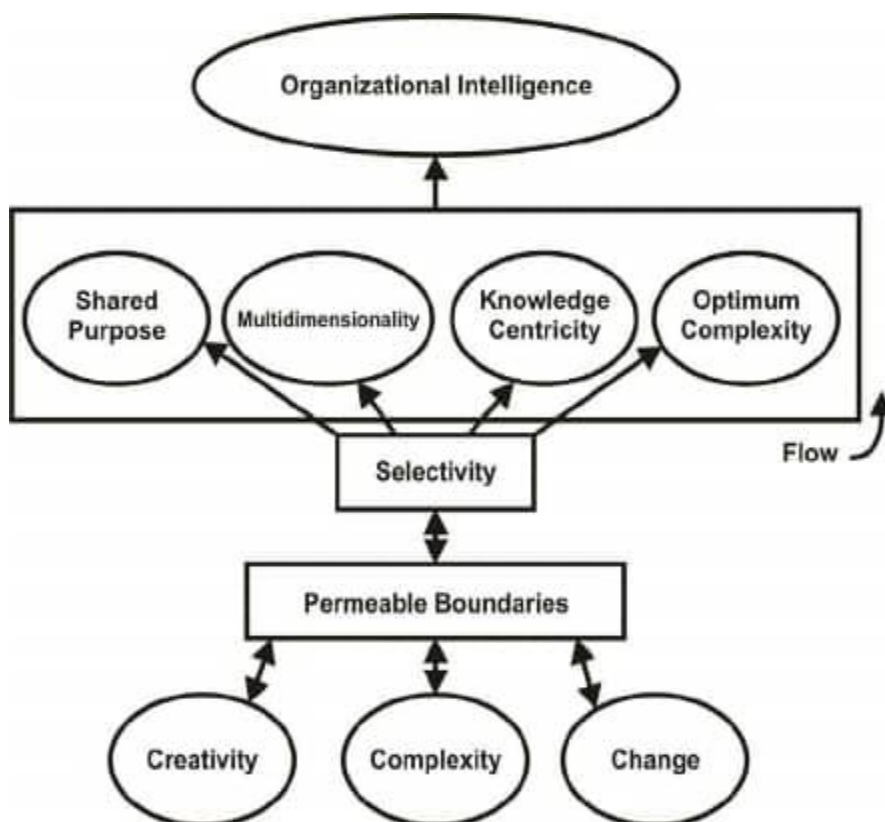 Organizational Intelligence
Shared
Purpose
Multidimensionality
Knowledge
Centricity
Optimum
Complexity
Flow
Selectivity
Permeable Boundaries
Creativity
Complexity
Change